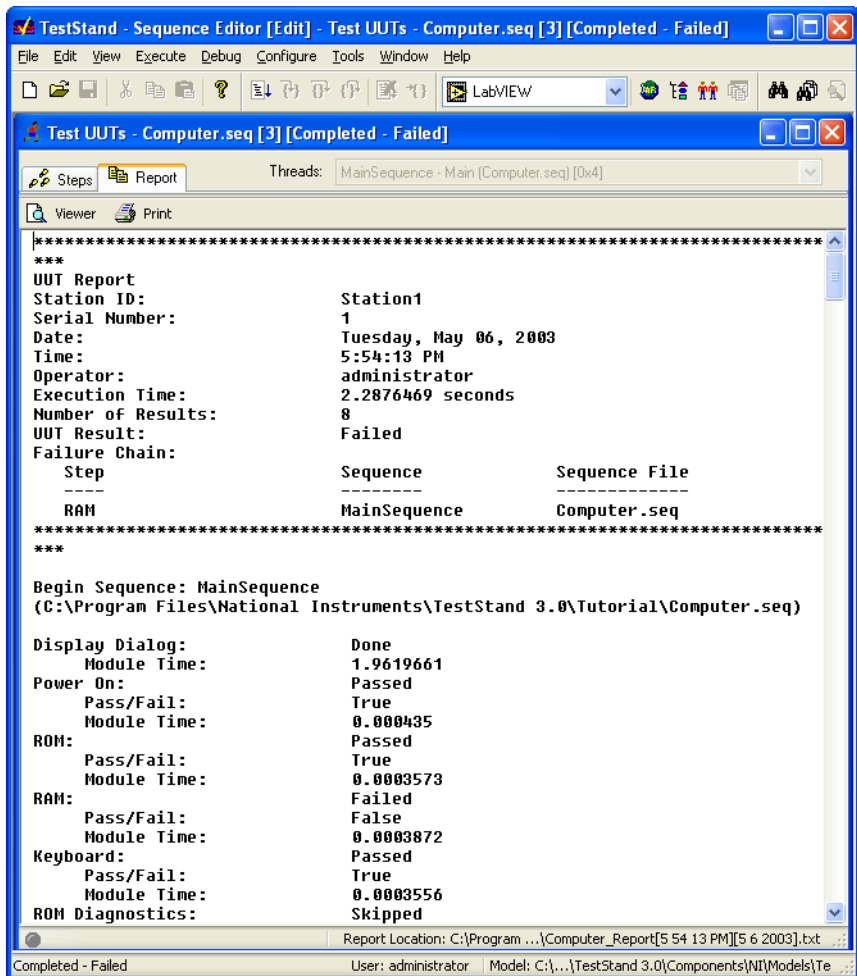 TestStand - Sequence Editor [Edit] - Test UUTs - Computer.seq [3] [Completed - Failed]
File Edit View Execute Debug Configure Tools Window Help
LabVIEW
Test UUTs - Computer.seq [3] [Completed - Failed]
Steps Report Threads: MainSequence - Main (Computer.seq) [0x4]
Viewer Print
*******************************************************************************
***
UUT Report
Station ID: Station1
Serial Number: 1
Date: Tuesday, May 06, 2003
Time: 5:54:13 PM
Operator: administrator
Execution Time: 2.2876469 seconds
Number of Results: 8
UUT Result: Failed
Failure Chain:
Step Sequence Sequence File
---- -------- -------------
RAM MainSequence Computer.seq
*******************************************************************************
***
Begin Sequence: MainSequence
(C:\Program Files\National Instruments\TestStand 3.0\Tutorial\Computer.seq)
Display Dialog: Done
Module Time: 1.9619661
Power On: Passed
Pass/Fail: True
Module Time: 0.000435
ROM: Passed
Pass/Fail: True
Module Time: 0.0003573
RAM: Failed
Pass/Fail: False
Module Time: 0.0003872
Keyboard: Passed
Pass/Fail: True
Module Time: 0.0003556
ROM Diagnostics: Skipped
Report Location: C:\Program ...\Computer_Report[5 54 13 PM][5 6 2003].txt
Completed - Failed User: administrator Model: C:\...\TestStand 3.0\Components\NI\Models\Te